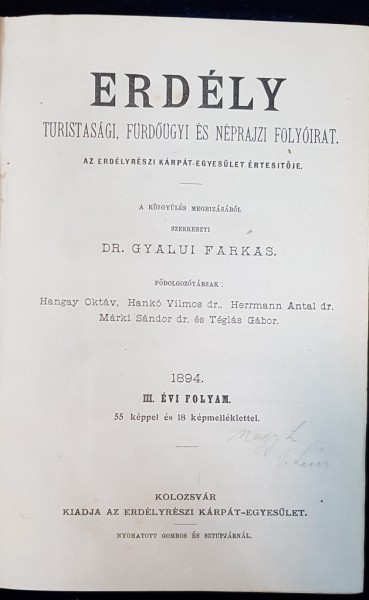 ERDÉLY
TURISTASÁGI, FÜRDŐÜGYI ÉS NÉPRAJZI FOLYÓIRAT.
AZ ERDÉLYRÉSZI KÁRPÁT-EGYESÜLET ÉRTESITŐJE.
A KÖZGYÜLÉS MEGBIZÁSÁBÓL
SZERKESZTI
DR. GYALUI FARKAS.
FŐDOLGOZÓTÁRSAK:
Hangay Oktáv, Hankó Vilmos dr., Herrmann Antal dr.
Márki Sándor dr. és Téglás Gábor.
1894.
III. ÉVI FOLYAM.
55 képpel és 18 képmelléklettel.
Nagy L
KOLOZSVÁR
KIADJA AZ ERDÉLYRÉSZI KÁRPÁT-EGYESÜLET.
NYOMATOTT GOMBOS ÉS SZTUPJÁRNÁL.